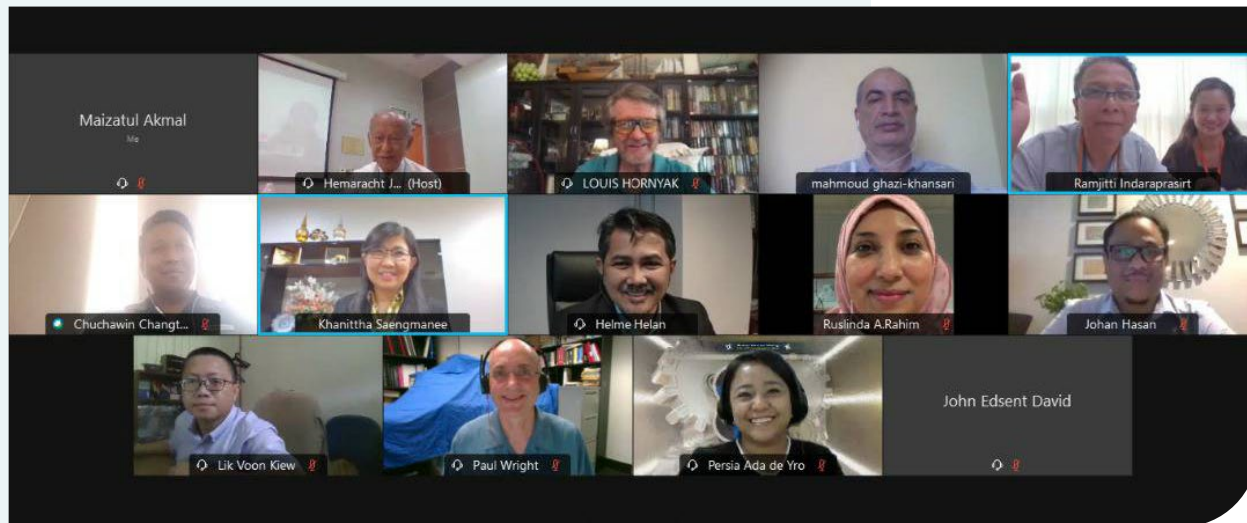 Maizatul Akmal
Me
Hemaracht J... (Host)
LOUIS HORNYAK
mahmoud ghazi-khansari
Ramjitti Indaraprasirt
Chuchawin Changt...
Khanittha Saengmanee
Helme Helan
Ruslinda A.Rahim
Johan Hasan
Lik Voon Kiew
Paul Wright
Persia Ada de Yro
John Edsent David